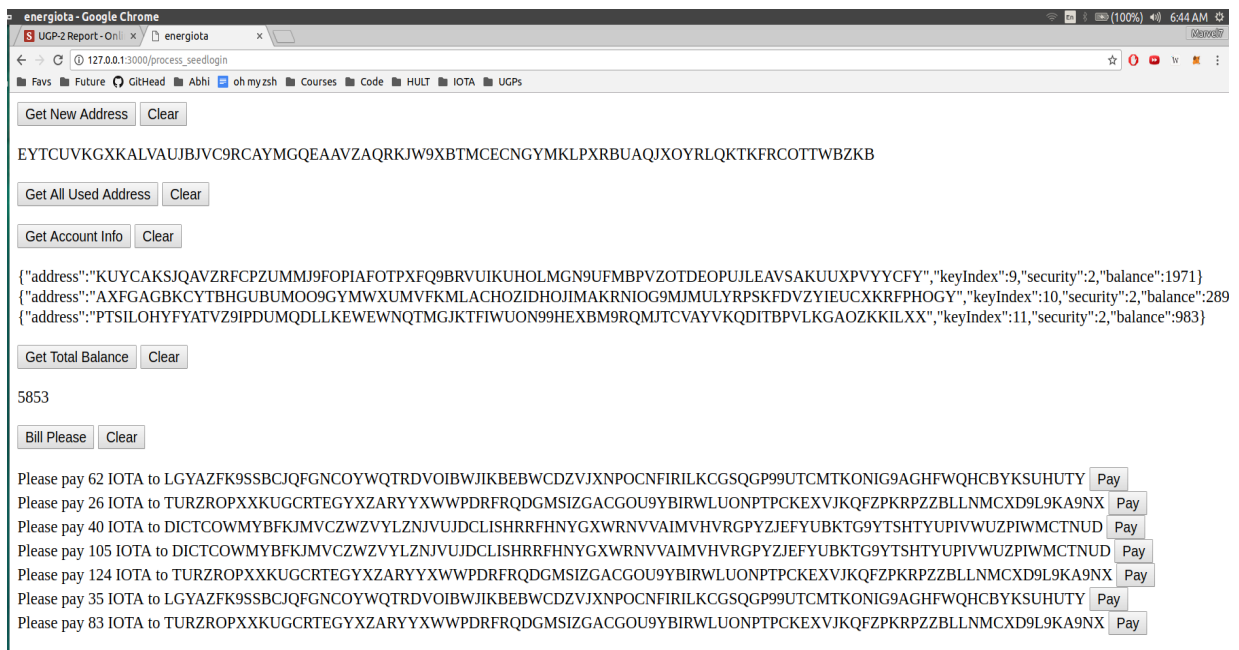 energiota - Google Chrome En (100%) 6:44 AM
S UGP-2 Report - Onli × energiota × Marvel7
127.0.0.1:3000/process_seedlogin
Favs Future GitHead Abhi oh my zsh Courses Code HULT IOTA UGPs
Get New Address Clear
EYTCUVKGXKALVAUJBJVC9RCAYMGQEAAVZAQRKJW9XBTMCECNGYMKLPXRBUAQJXOYRLQKTKFRCOTTWBZKB
Get All Used Address Clear
Get Account Info Clear
{"address":"KUYCAKSJQAVZRFCPZUMMJ9FOPIAFOTPXFQ9BRVUIKUHOLMGN9UFMBPVZOTDEOPUJLEAVSAKUUXPVYYCFY","keyIndex":9,"security":2,"balance":1971}
{"address":"AXFGAGBKCYTBHGUBUMOO9GYMWXUMVFKMLACHOZIDHOJIMAKRNIOG9MJMULYRPSKFDVZYIEUCXKRFPHOGY","keyIndex":10,"security":2,"balance":289
{"address":"PTSILOHYFYATVZ9IPDUMQDLLKEWEWNQTMGJKTFIWUON99HEXBM9RQMJTCVAYVKQDITBPVLKGAOZKKILXX","keyIndex":11,"security":2,"balance":983}
Get Total Balance Clear
5853
Bill Please Clear
Please pay 62 IOTA to LGYAZFK9SSBCJQFGNCOYWQTRDVOIBWJIKBEBWCDZVJXNPOCNFIRILKCGSQGP99UTCMTKONIG9AGHFWQHCBYKSUHUTY Pay
Please pay 26 IOTA to TURZROPXXKUGCRTEGYXZARYYXWWPDRFRQDGMSIZGACGOU9YBIRWLUONPTPCKEXVJKQFZPKRPZZBLLNMCXD9L9KA9NX Pay
Please pay 40 IOTA to DICTCOWMYBFKJMVCZWZVYLZNJVUJDCLISHRRFHNYGXWRNVVAIMVHVRGPYZJEFYUBKTG9YTSHTYUPIVWUZPIWMCTNUD Pay
Please pay 105 IOTA to DICTCOWMYBFKJMVCZWZVYLZNJVUJDCLISHRRFHNYGXWRNVVAIMVHVRGPYZJEFYUBKTG9YTSHTYUPIVWUZPIWMCTNUD Pay
Please pay 124 IOTA to TURZROPXXKUGCRTEGYXZARYYXWWPDRFRQDGMSIZGACGOU9YBIRWLUONPTPCKEXVJKQFZPKRPZZBLLNMCXD9L9KA9NX Pay
Please pay 35 IOTA to LGYAZFK9SSBCJQFGNCOYWQTRDVOIBWJIKBEBWCDZVJXNPOCNFIRILKCGSQGP99UTCMTKONIG9AGHFWQHCBYKSUHUTY Pay
Please pay 83 IOTA to TURZROPXXKUGCRTEGYXZARYYXWWPDRFRQDGMSIZGACGOU9YBIRWLUONPTPCKEXVJKQFZPKRPZZBLLNMCXD9L9KA9NX Pay